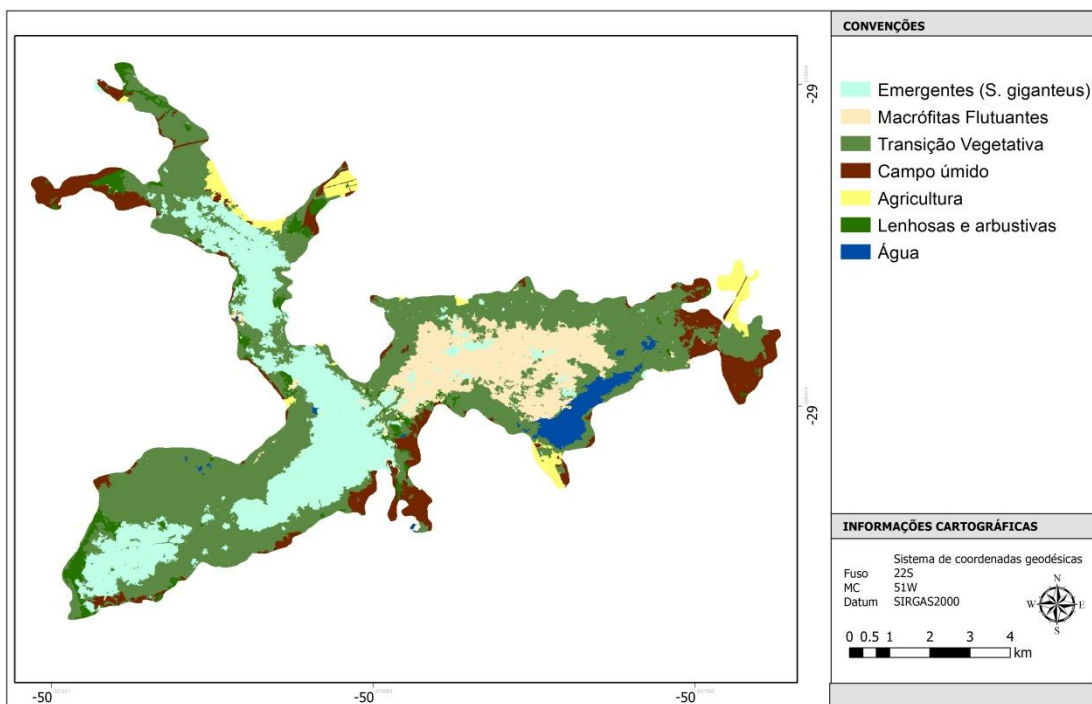 CONVENÇÕES
Emergentes (S. giganteus)
Macrófitas Flutuantes
Transição Vegetativa
Campo úmido
Agricultura
Lenhosas e arbustivas
Água
-29
-29
-50
-50
-50
INFORMAÇÕES CARTOGRÁFICAS
Sistema de coordenadas geodésicas
Fuso 22S
MC 51W
Datum SIRGAS2000
N
W E
S
0 0.5 1 2 3 4
km